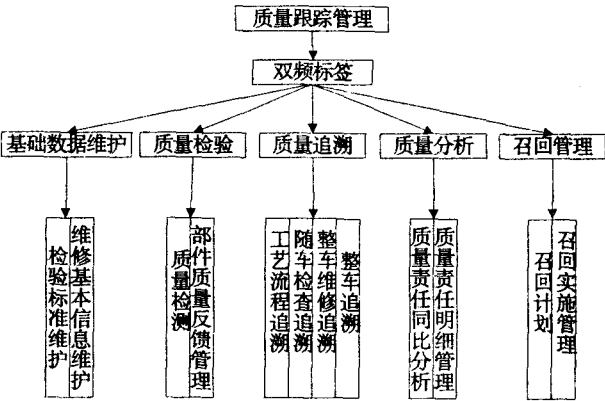 质量跟踪管理
双频标签
基础数据维护
质量检验
质量追溯
质量分析
召回管理
检验标准维护
维修基本信息维护
质量检测
部件质量反馈管理
工艺流程追溯
随车检查追溯
整车维修追溯
整车追溯
质量责任同比分析
质量责任明细管理
召回计划
召回实施管理